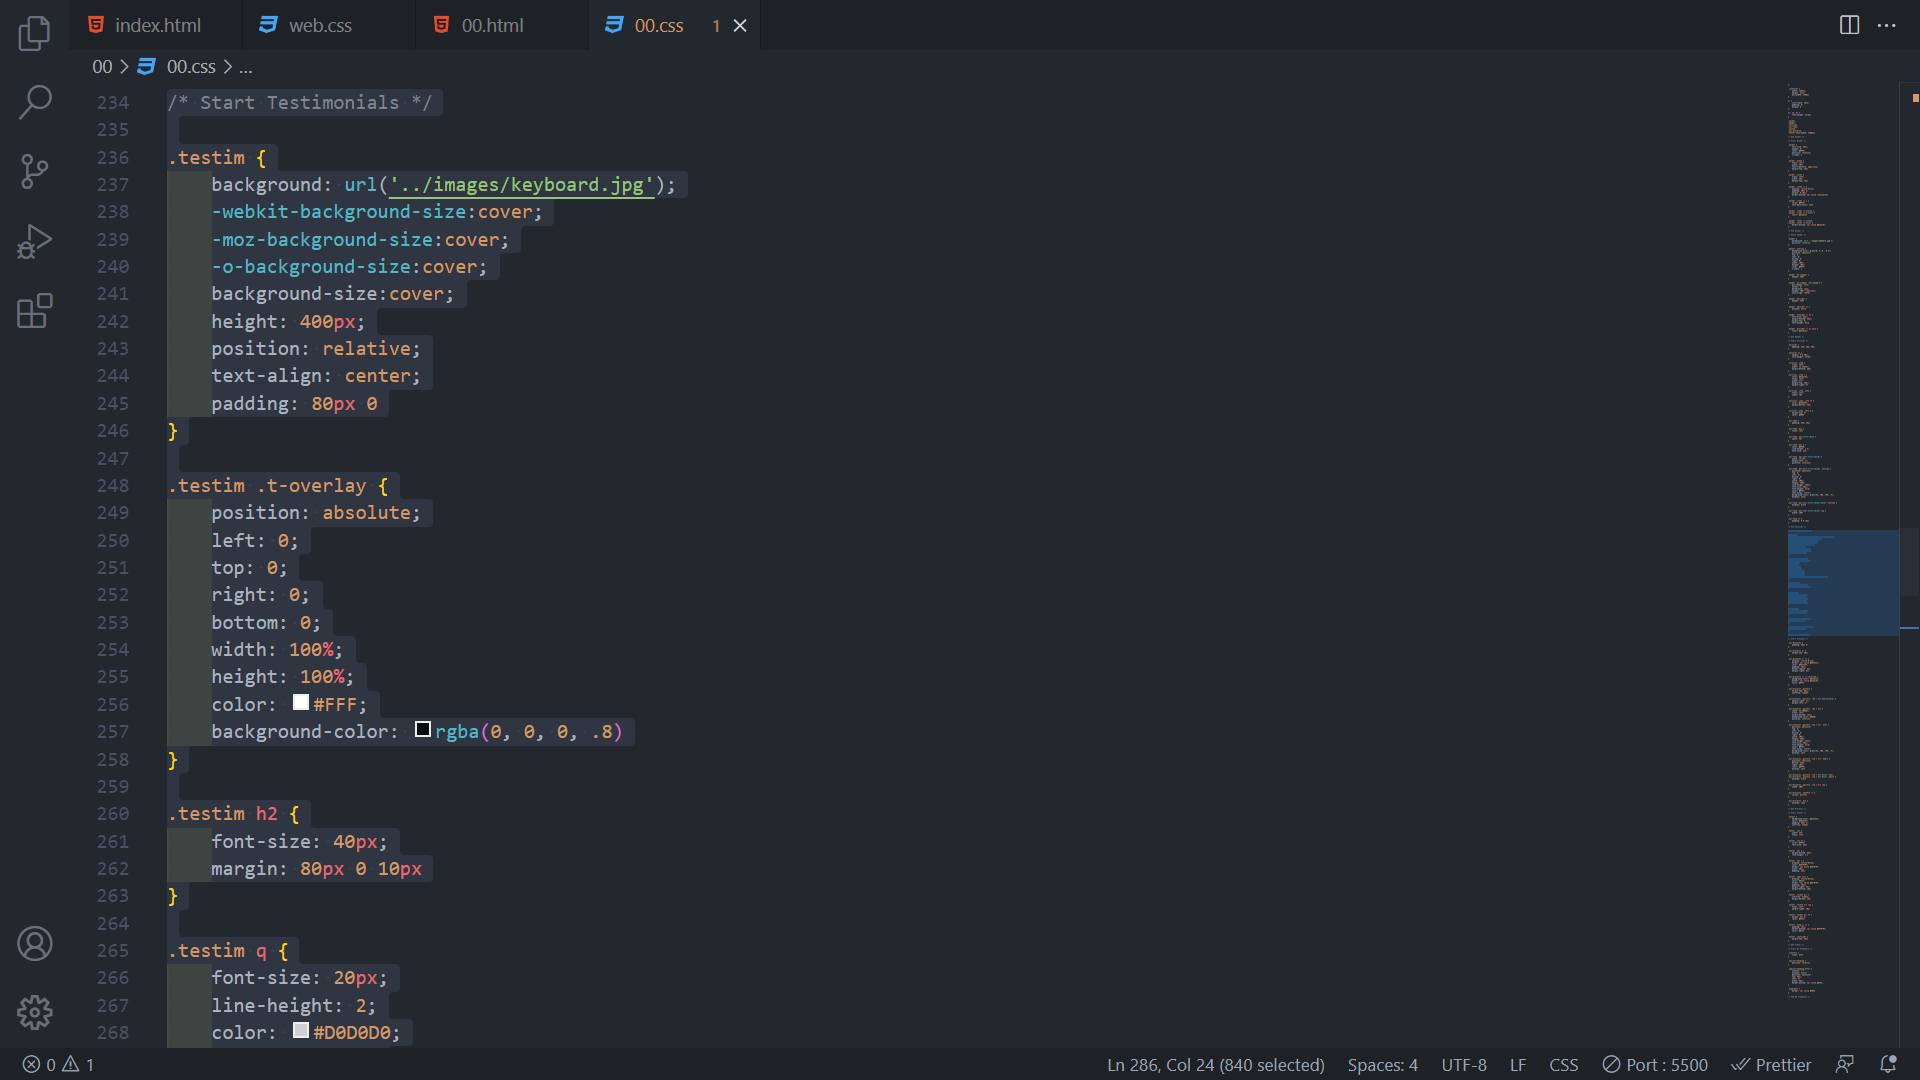 index.html
web.css
00.html
00.css 1
00 > 00.css > ...
234 /* Start Testimonials */
235
236 .testim {
237 background: url('../images/keyboard.jpg');
238 -webkit-background-size:cover;
239 -moz-background-size:cover;
240 -o-background-size:cover;
241 background-size:cover;
242 height: 400px;
243 position: relative;
244 text-align: center;
245 padding: 80px 0
246 }
247
248 .testim .t-overlay {
249 position: absolute;
250 left: 0;
251 top: 0;
252 right: 0;
253 bottom: 0;
254 width: 100%;
255 height: 100%;
256 color: #FFF;
257 background-color: rgba(0, 0, 0, .8)
258 }
259
260 .testim h2 {
261 font-size: 40px;
262 margin: 80px 0 10px
263 }
264
265 .testim q {
266 font-size: 20px;
267 line-height: 2;
268 color: #D0D0D0;
0 1 Ln 286, Col 24 (840 selected) Spaces: 4 UTF-8 LF CSS Port : 5500 Prettier